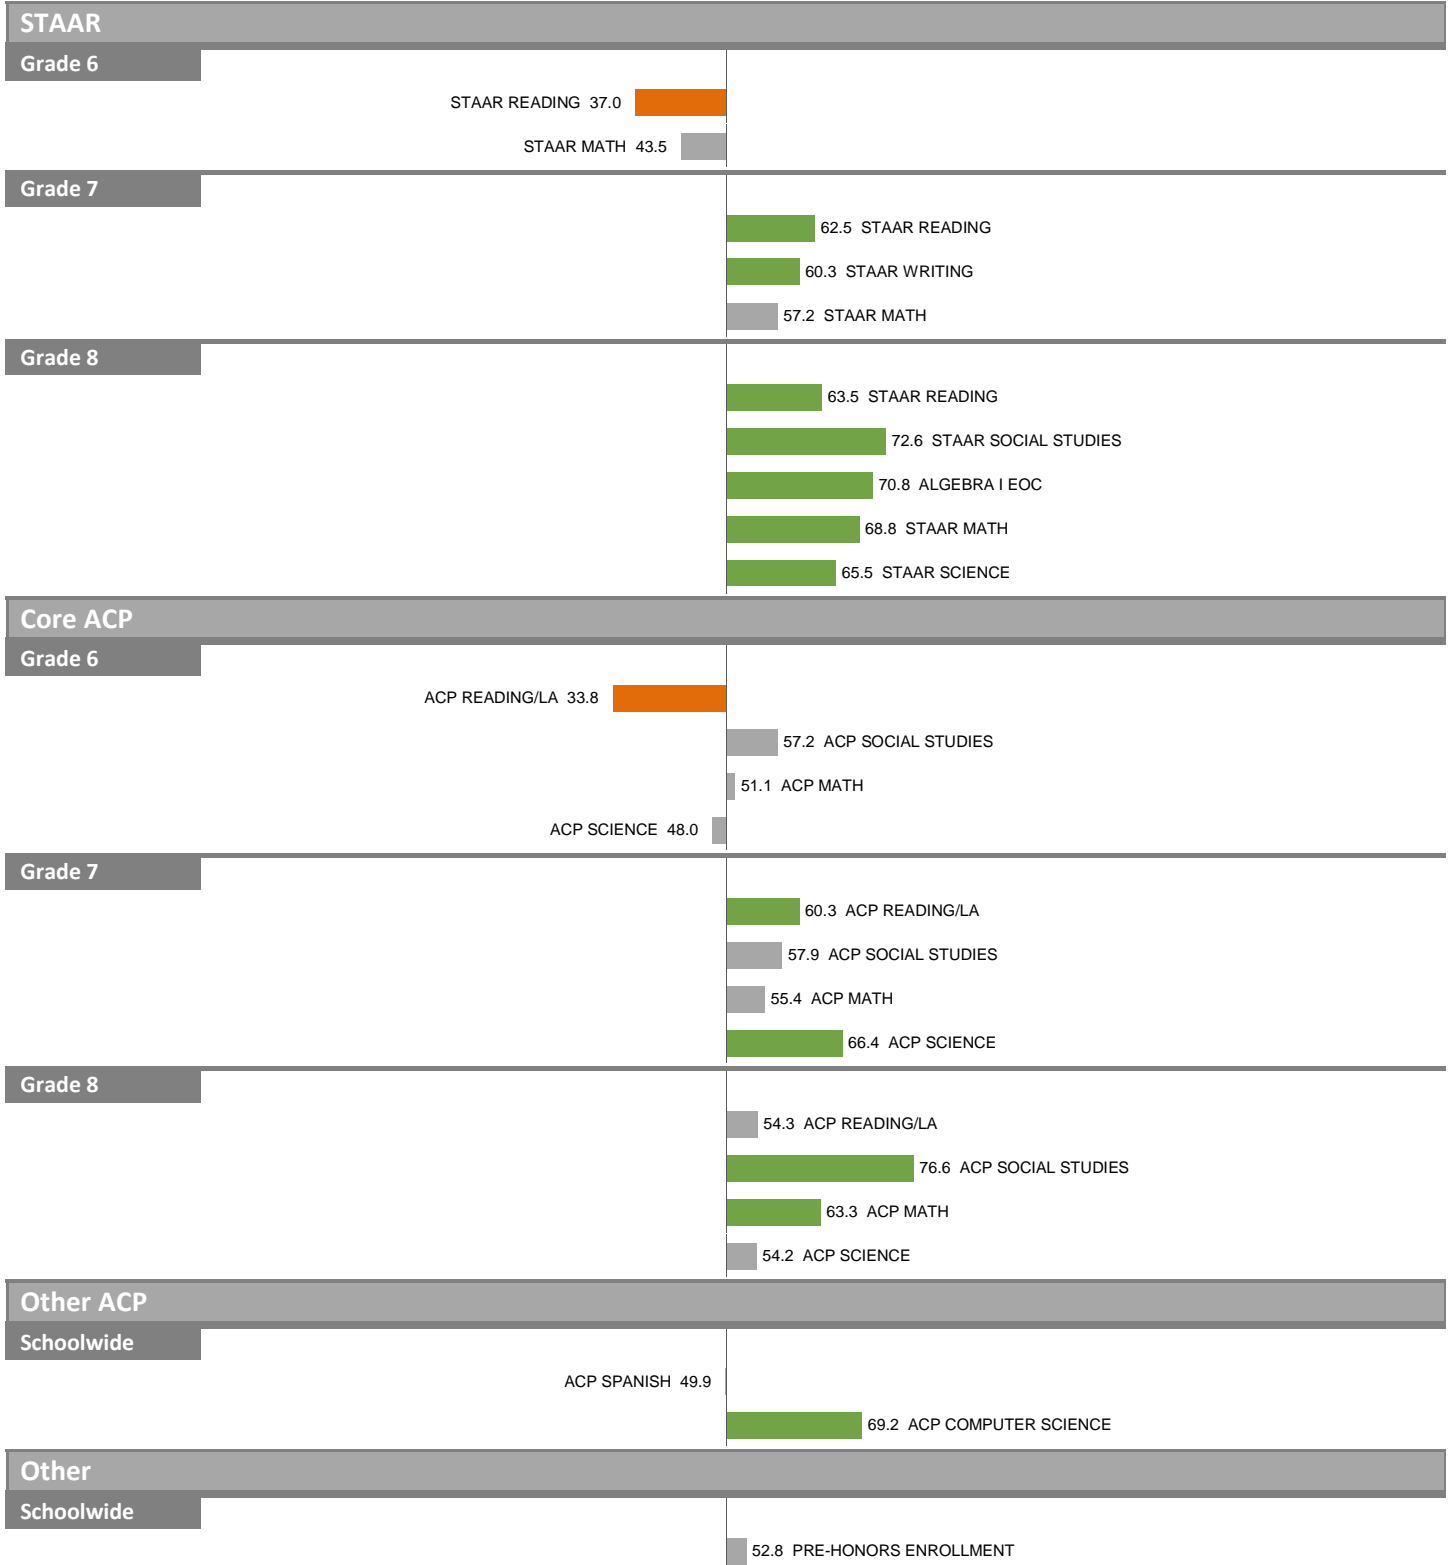 STAAR
Grade 6
STAAR READING 37.0
STAAR MATH 43.5
Grade 7
62.5 STAAR READING
60.3 STAAR WRITING
57.2 STAAR MATH
Grade 8
63.5 STAAR READING
72.6 STAAR SOCIAL STUDIES
70.8 ALGEBRA I EOC
68.8 STAAR MATH
65.5 STAAR SCIENCE
Core ACP
Grade 6
ACP READING/LA 33.8
57.2 ACP SOCIAL STUDIES
51.1 ACP MATH
ACP SCIENCE 48.0
Grade 7
60.3 ACP READING/LA
57.9 ACP SOCIAL STUDIES
55.4 ACP MATH
66.4 ACP SCIENCE
Grade 8
54.3 ACP READING/LA
76.6 ACP SOCIAL STUDIES
63.3 ACP MATH
54.2 ACP SCIENCE
Other ACP
Schoolwide
ACP SPANISH 49.9
69.2 ACP COMPUTER SCIENCE
Other
Schoolwide
52.8 PRE-HONORS ENROLLMENT